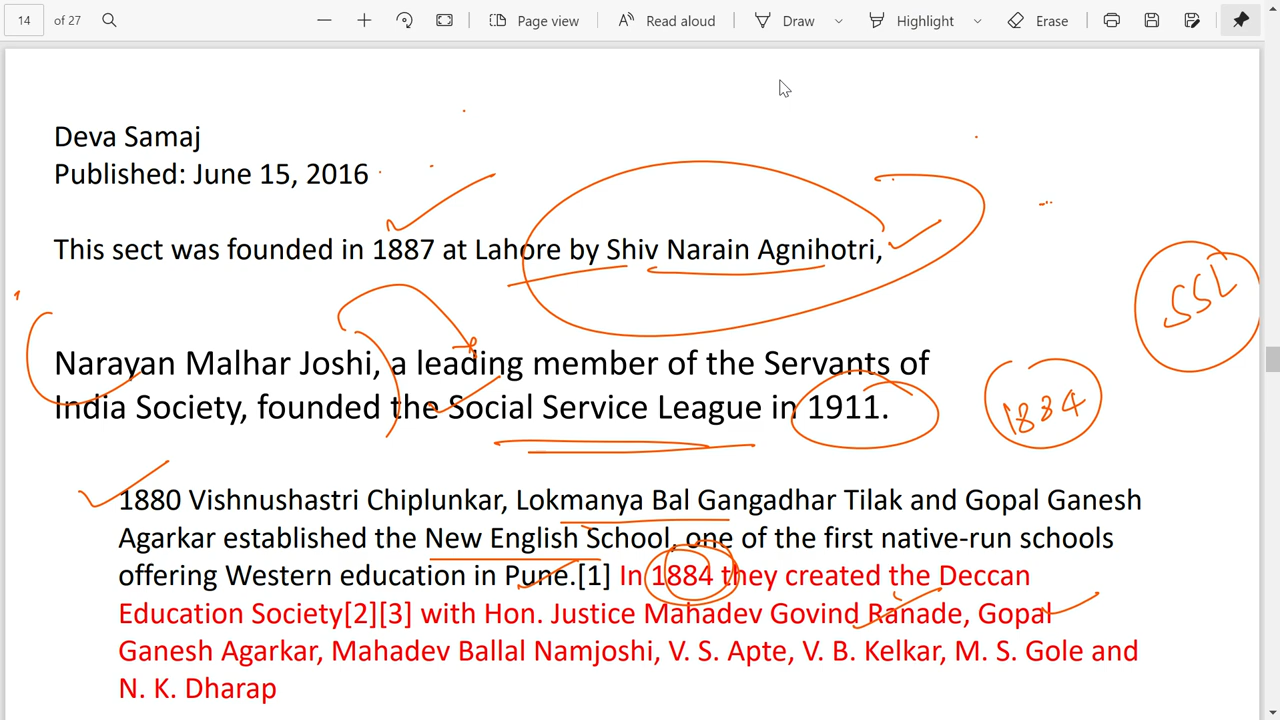 14 of 27 Page view Read aloud Draw Highlight Erase
Deva Samaj
Published: June 15, 2016
This sect was founded in 1887 at Lahore by Shiv Narain Agnihotri,
SSL
Narayan Malhar Joshi, a leading member of the Servants of
India Society, founded the Social Service League in 1911.
1884
1880 Vishnushastri Chiplunkar, Lokmanya Bal Gangadhar Tilak and Gopal Ganesh
Agarkar established the New English School, one of the first native-run schools
offering Western education in Pune.[1] In 1884 they created the Deccan
Education Society[2][3] with Hon. Justice Mahadev Govind Ranade, Gopal
Ganesh Agarkar, Mahadev Ballal Namjoshi, V. S. Apte, V. B. Kelkar, M. S. Gole and
N. K. Dharap